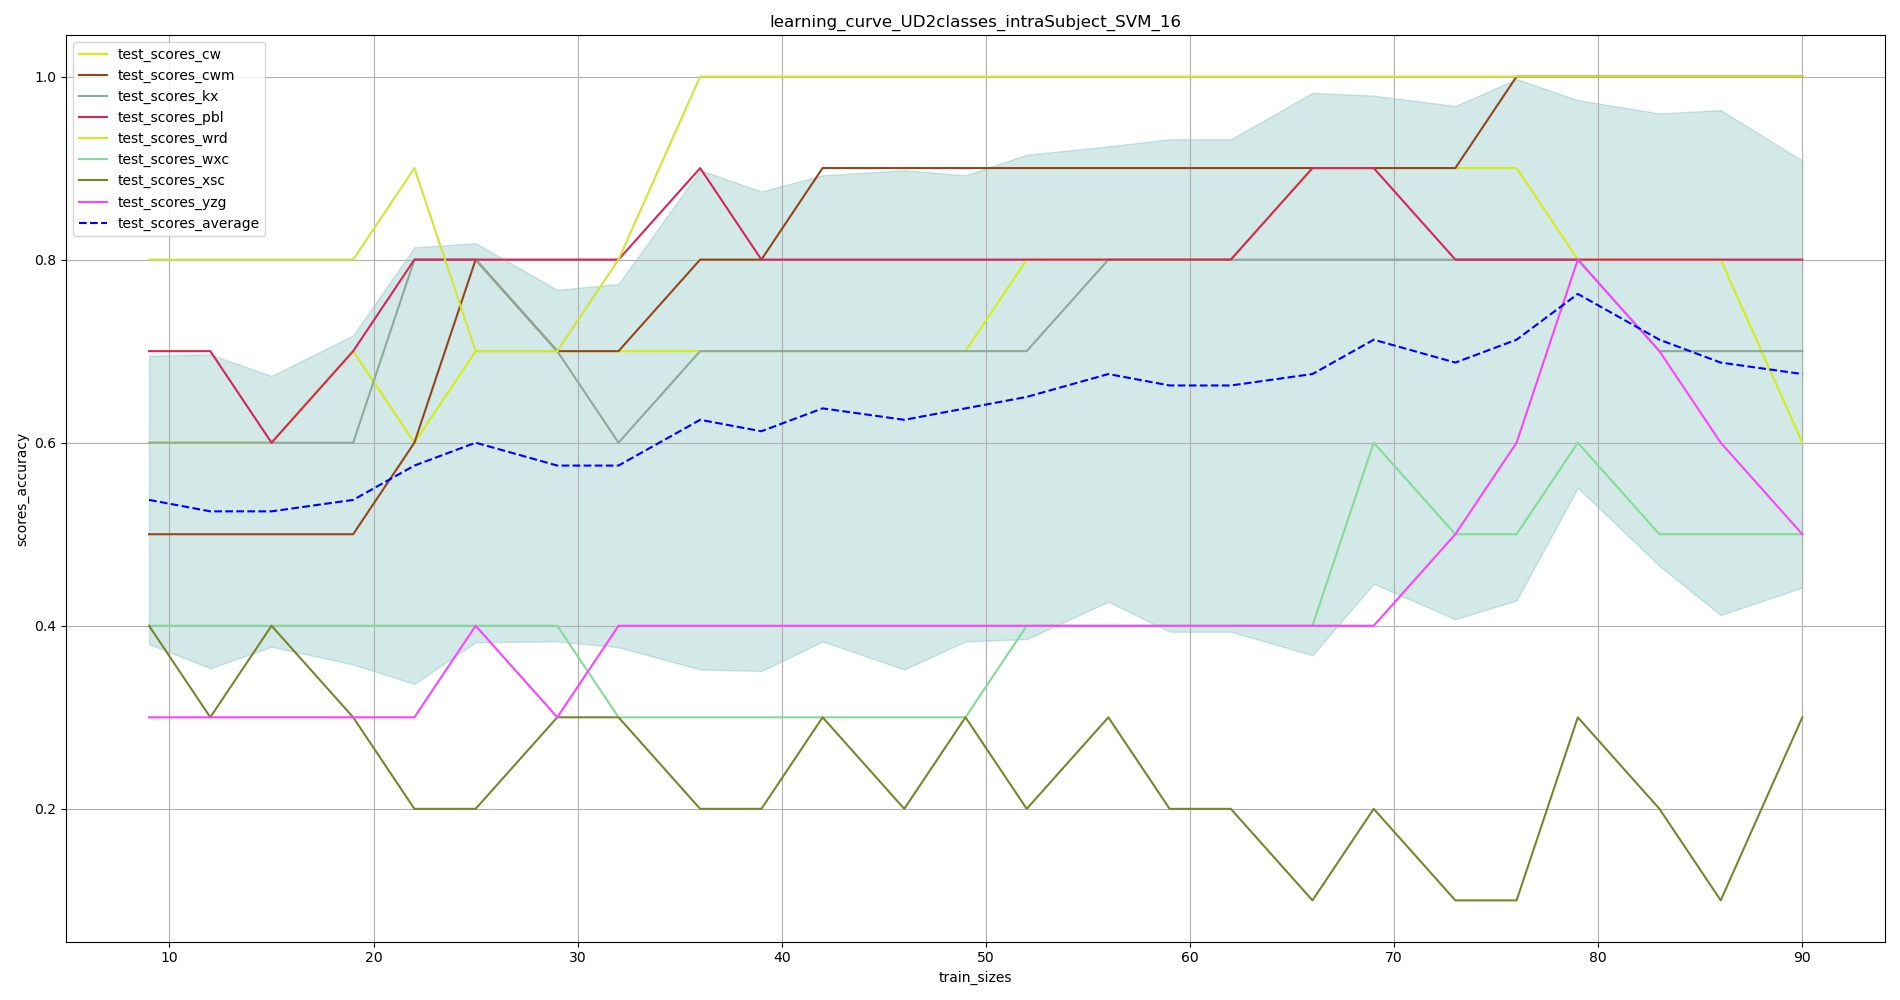 learning_curve_UD2classes_intraSubject_SVM_16
test_scores_cw
test_scores_cwm
test_scores_kx
test_scores_pbl
test_scores_wrd
test_scores_wxc
test_scores_xsc
test_scores_yzg
test_scores_average
1.0
0.8
0.6
0.4
0.2
scores_accuracy
10 20 30 40 50 60 70 80 90
train_sizes